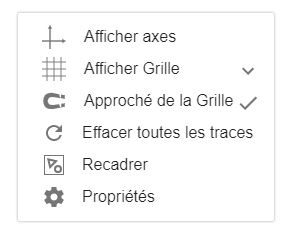 Afficher axes
Afficher Grille
Approché de la Grille
Effacer toutes les traces
Recadrer
Propriétés